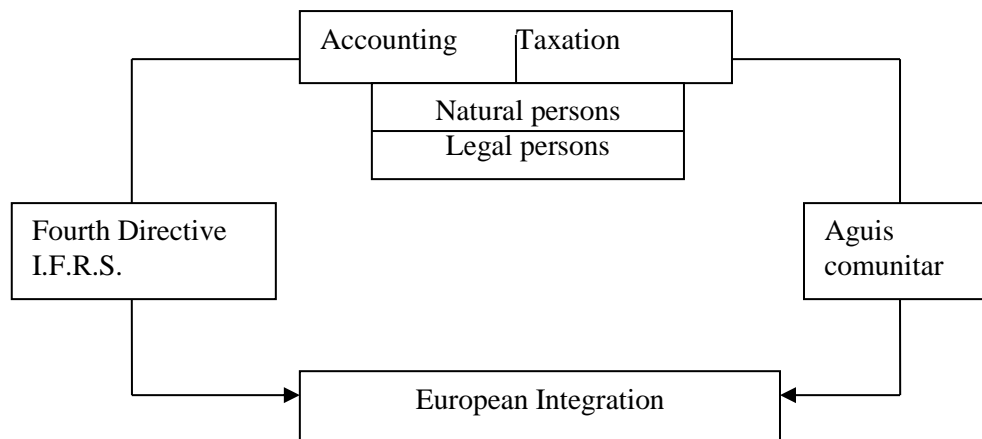 Accounting Taxation
Natural persons
Legal persons
Fourth Directive
I.F.R.S.
Aguis
comunitar
European Integration